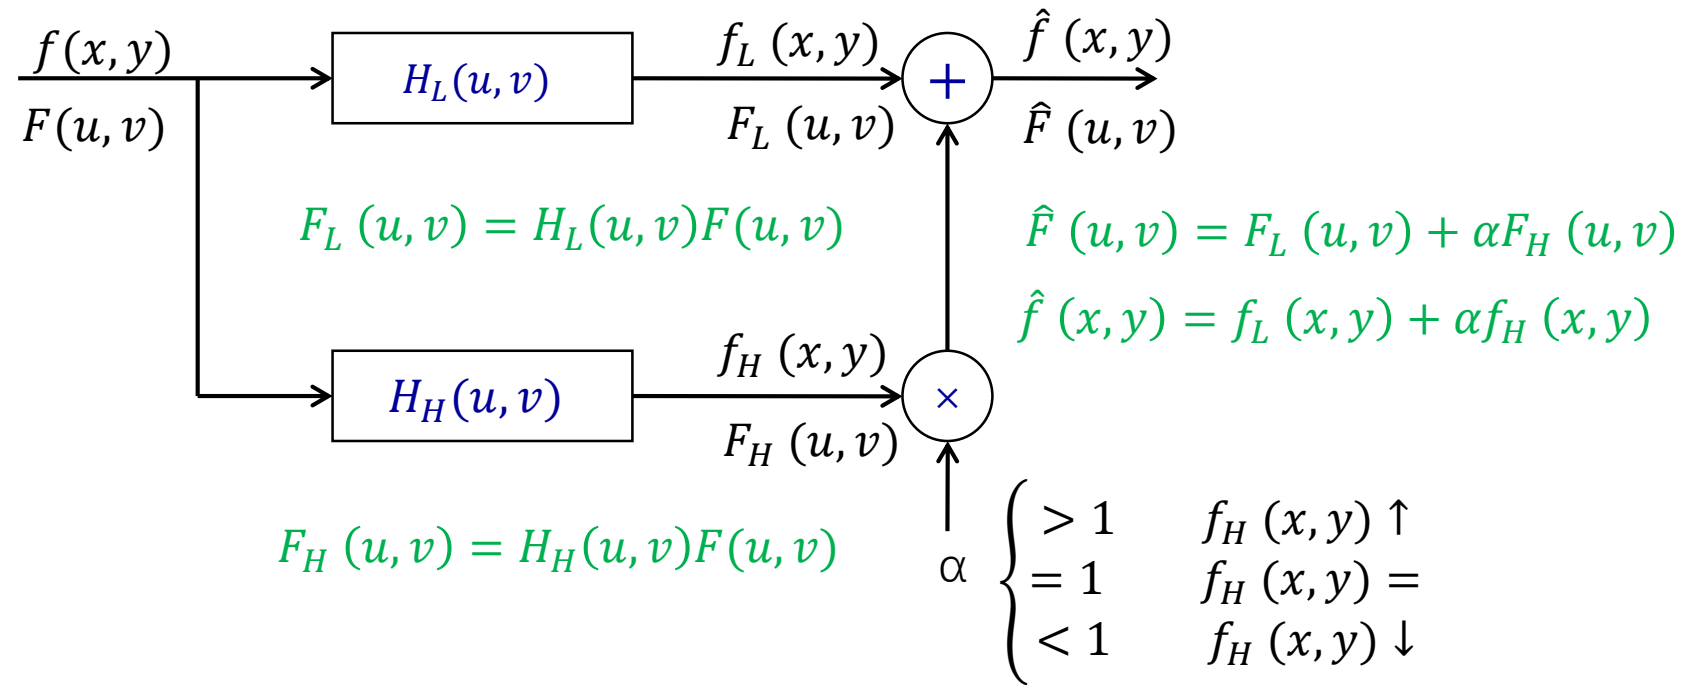 f(x, y)
H_L(u, v)
f_L (x, y)
+
f̂ (x, y)
F(u, v)
F_L (u, v)
F̂ (u, v)
F_L (u, v) = H_L(u, v)F(u, v)
F̂ (u, v) = F_L (u, v) + αF_H (u, v)
f̂ (x, y) = f_L (x, y) + αf_H (x, y)
f_H (x, y)
H_H(u, v)
×
F_H (u, v)
F_H (u, v) = H_H(u, v)F(u, v)
α
> 1 f_H (x, y) ↑
= 1 f_H (x, y) =
< 1 f_H (x, y) ↓